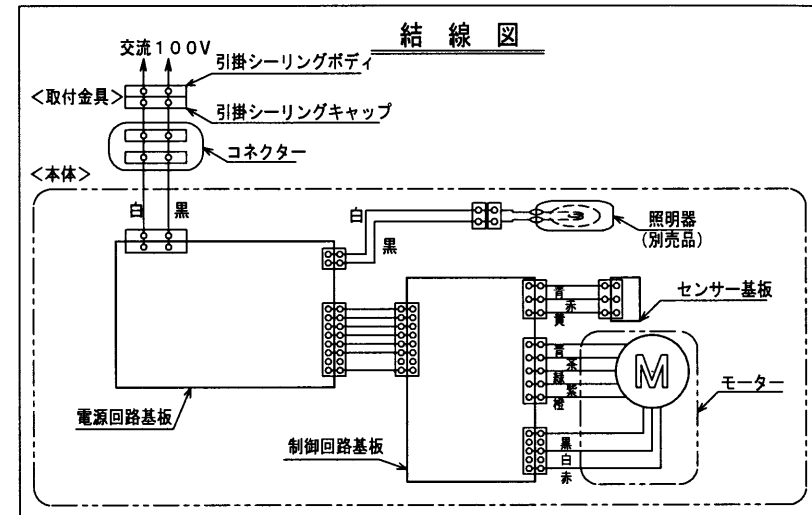 結線図
交流100V
引掛シーリングボディ
<取付金具>
引掛シーリングキャップ
コネクター
<本体>
白
黒
白
黒
照明器
(別売品)
青
赤
黄
センサー基板
青
茶
緑
紫
橙
M
モーター
電源回路基板
制御回路基板
黒
白
赤